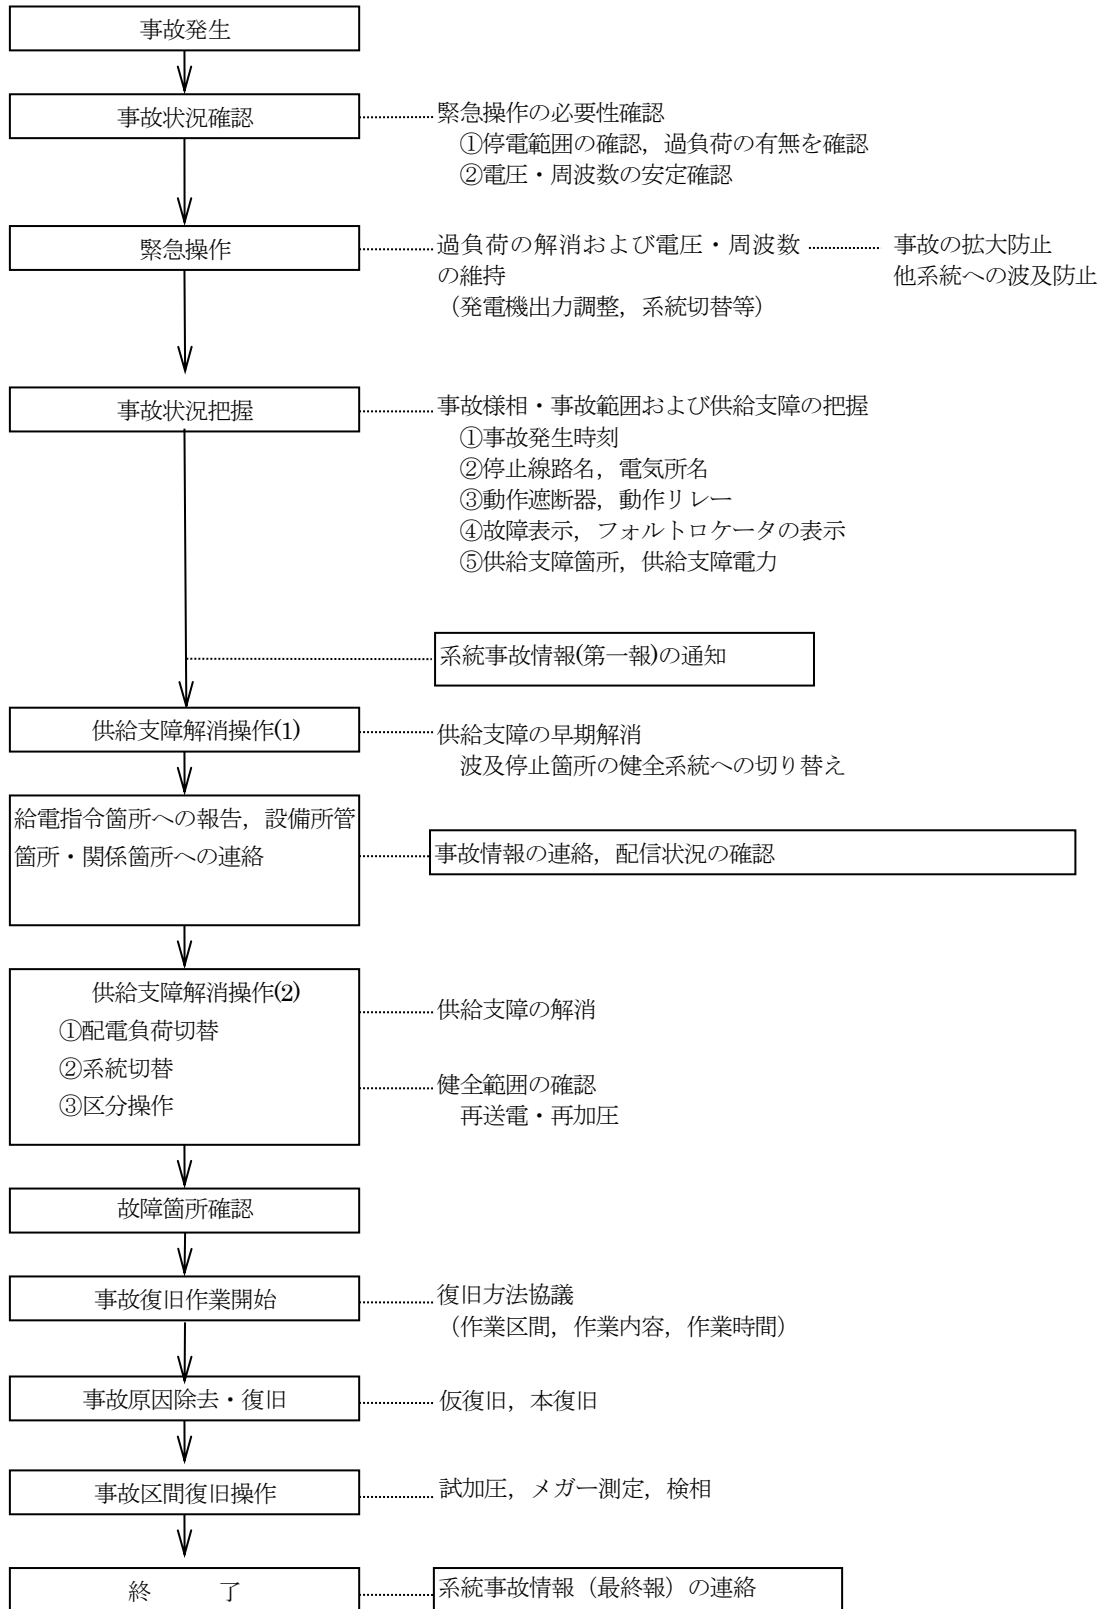 事故発生
事故状況確認
緊急操作の必要性確認
①停電範囲の確認，過負荷の有無を確認
②電圧・周波数の安定確認
緊急操作
過負荷の解消および電圧・周波数
の維持
（発電機出力調整，系統切替等）
事故の拡大防止
他系統への波及防止
事故状況把握
事故様相・事故範囲および供給支障の把握
①事故発生時刻
②停止線路名，電気所名
③動作遮断器，動作リレー
④故障表示，フォルトロケータの表示
⑤供給支障箇所，供給支障電力
系統事故情報(第一報)の通知
供給支障解消操作(1)
供給支障の早期解消
波及停止箇所の健全系統への切り替え
給電指令箇所への報告，設備所管
箇所・関係箇所への連絡
事故情報の連絡，配信状況の確認
供給支障解消操作(2)
①配電負荷切替
②系統切替
③区分操作
供給支障の解消
健全範囲の確認
再送電・再加圧
故障箇所確認
事故復旧作業開始
復旧方法協議
（作業区間，作業内容，作業時間）
事故原因除去・復旧
仮復旧，本復旧
事故区間復旧操作
試加圧，メガー測定，検相
終　　　了
系統事故情報（最終報）の連絡